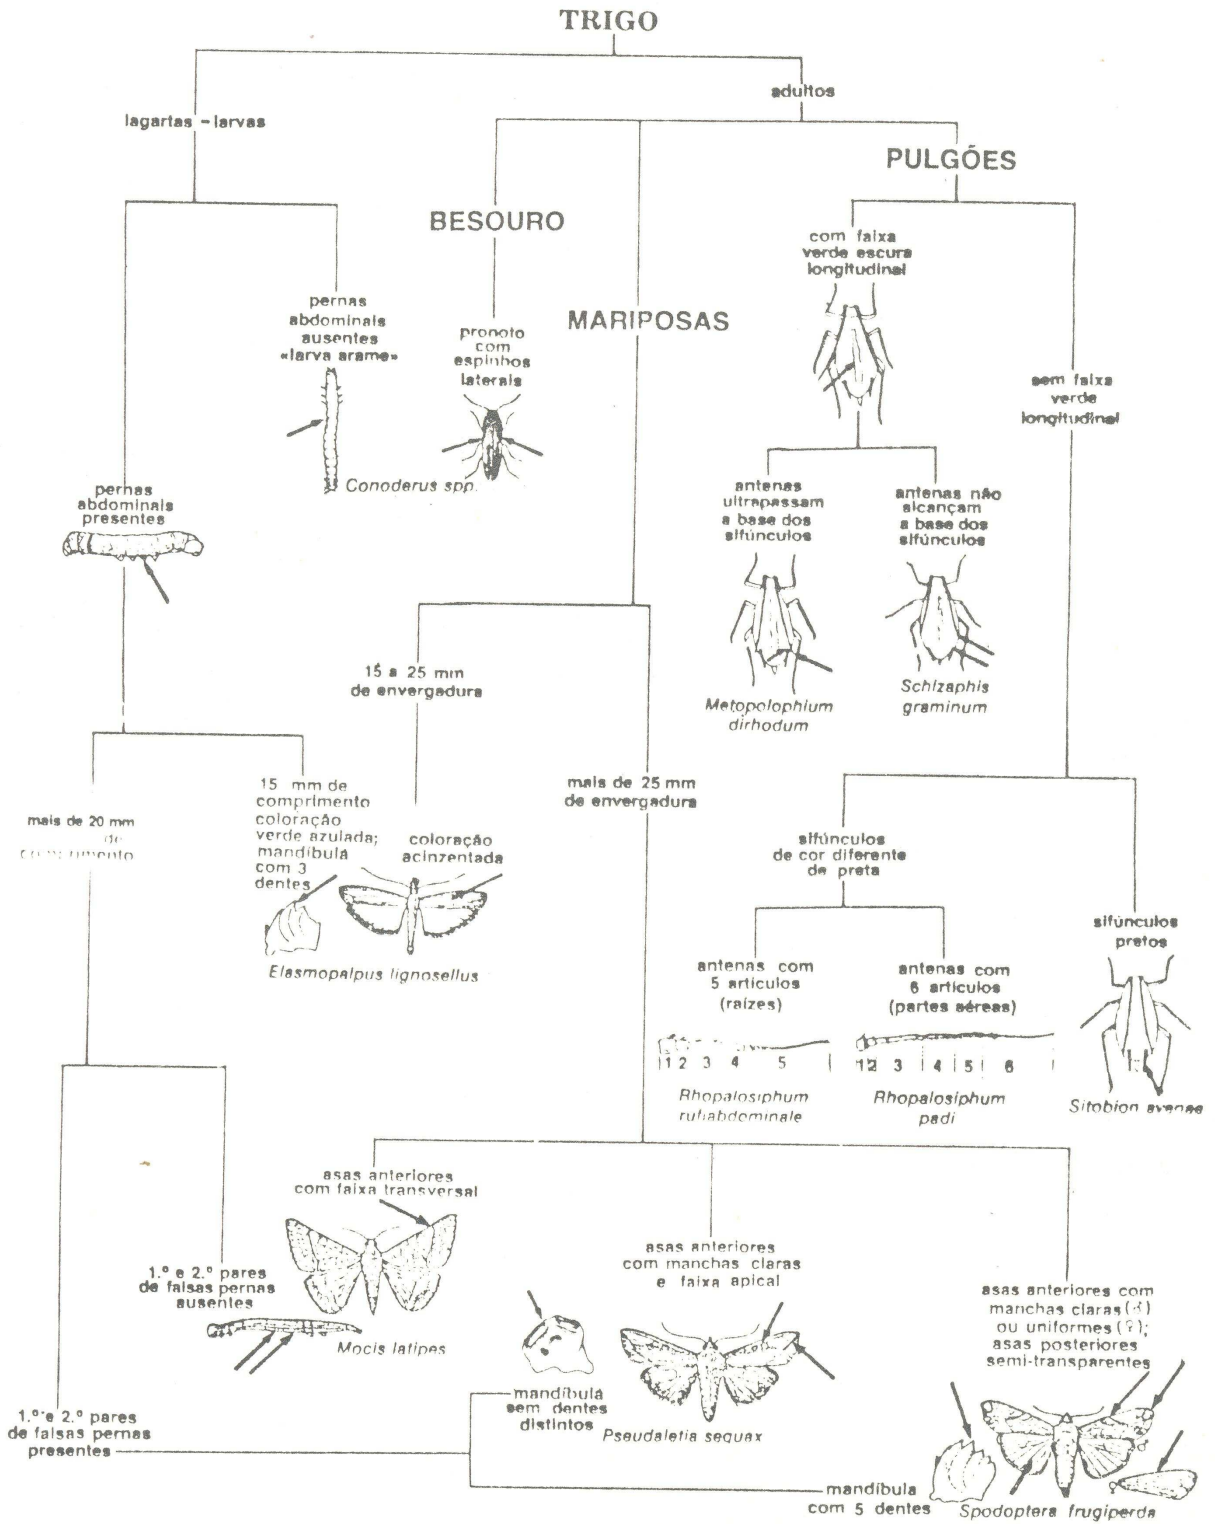 TRIGO
adultos
lagartas - larvas
PULGÕES
BESOURO
com faixa
verde escura
longitudinal
pernas
abdominais
ausentes
«larva arame»
MARIPOSAS
pronoto
com
espinhos
laterais
sem faixa
verde
longitudinal
Conoderus spp.
pernas
abdominais
presentes
antenas
ultrapassam
a base dos
sifúnculos
antenas não
alcançam
a base dos
sifúnculos
15 a 25 mm
de envergadura
Metopolophium
dirhodum
Schizaphis
graminum
mais de 20 mm
de
comprimento
15 mm de
comprimento
coloração
verde azulada;
mandíbula
com 3
dentes
coloração
acinzentada
mais de 25 mm
de envergadura
sifúnculos
de cor diferente
de preta
sifúnculos
pretos
Elasmopalpus lignosellus
antenas com
5 artículos
(raízes)
antenas com
6 artículos
(partes aéreas)
1 2 3 4 5
1 2 3 4 5 6
Rhopalosiphum
rufiabdominale
Rhopalosiphum
padi
Sitobion avenae
asas anteriores
com faixa transversal
1.º e 2.º pares
de falsas pernas
ausentes
Mocis latipes
asas anteriores
com manchas claras
e faixa apical
asas anteriores com
manchas claras (♂)
ou uniformes (♀);
asas posteriores
semi-transparentes
1.º e 2.º pares
de falsas pernas
presentes
mandíbula
sem dentes
distintos
Pseudaletia sequax
♂
♀
mandíbula
com 5 dentes
Spodoptera frugiperda